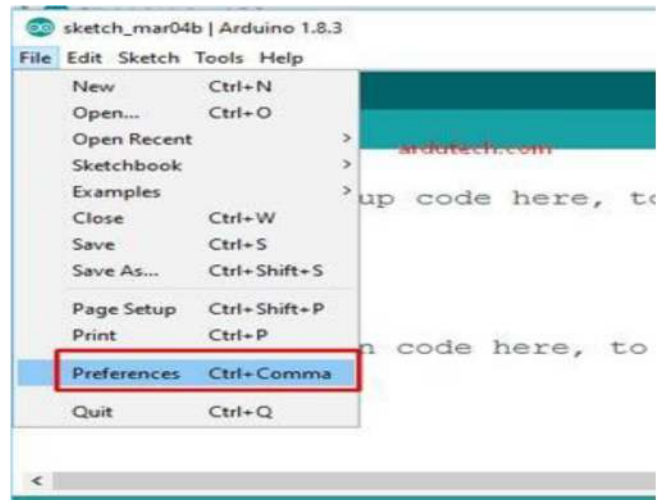 sketch_mar04b | Arduino 1.8.3
File Edit Sketch Tools Help
New Ctrl+N
Open... Ctrl+O
Open Recent >
ardutech.com
Sketchbook >
Examples >
up code here, to
Close Ctrl+W
Save Ctrl+S
Save As... Ctrl+Shift+S
Page Setup Ctrl+Shift+P
Print Ctrl+P
n code here, to
Preferences Ctrl+Comma
Quit Ctrl+Q
<